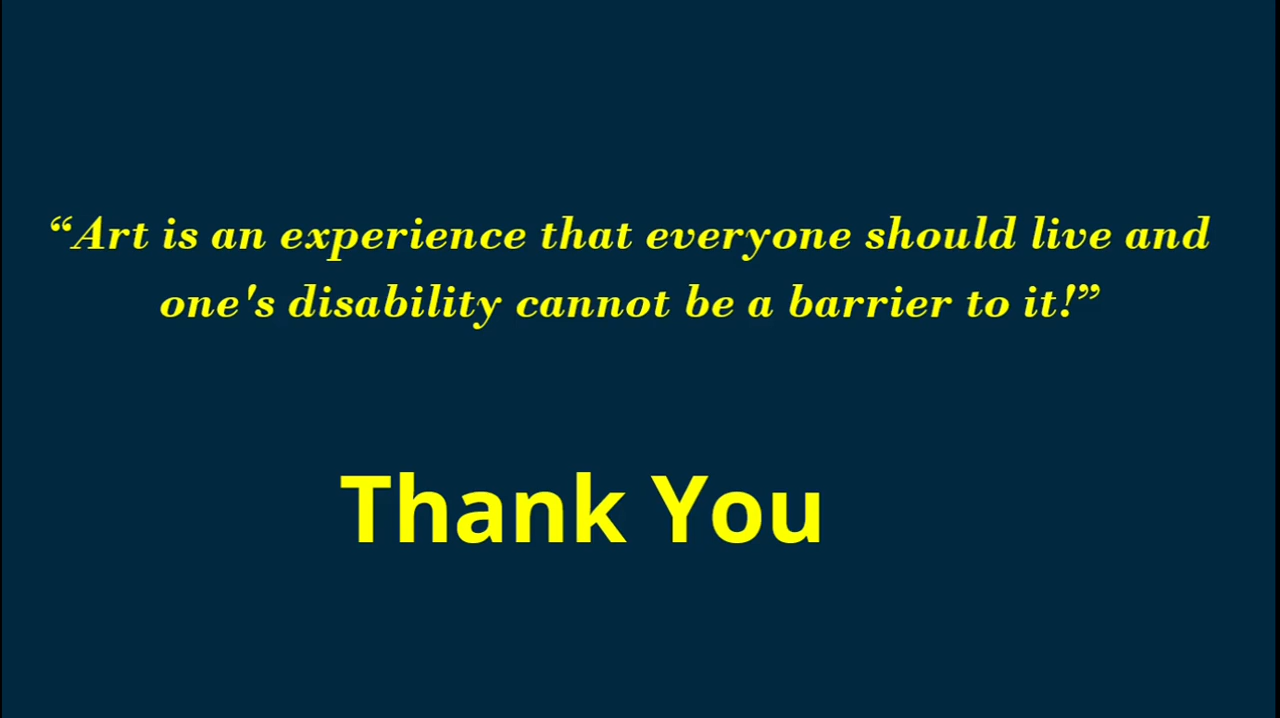 “Art is an experience that everyone should live and
one's disability cannot be a barrier to it!”
Thank You